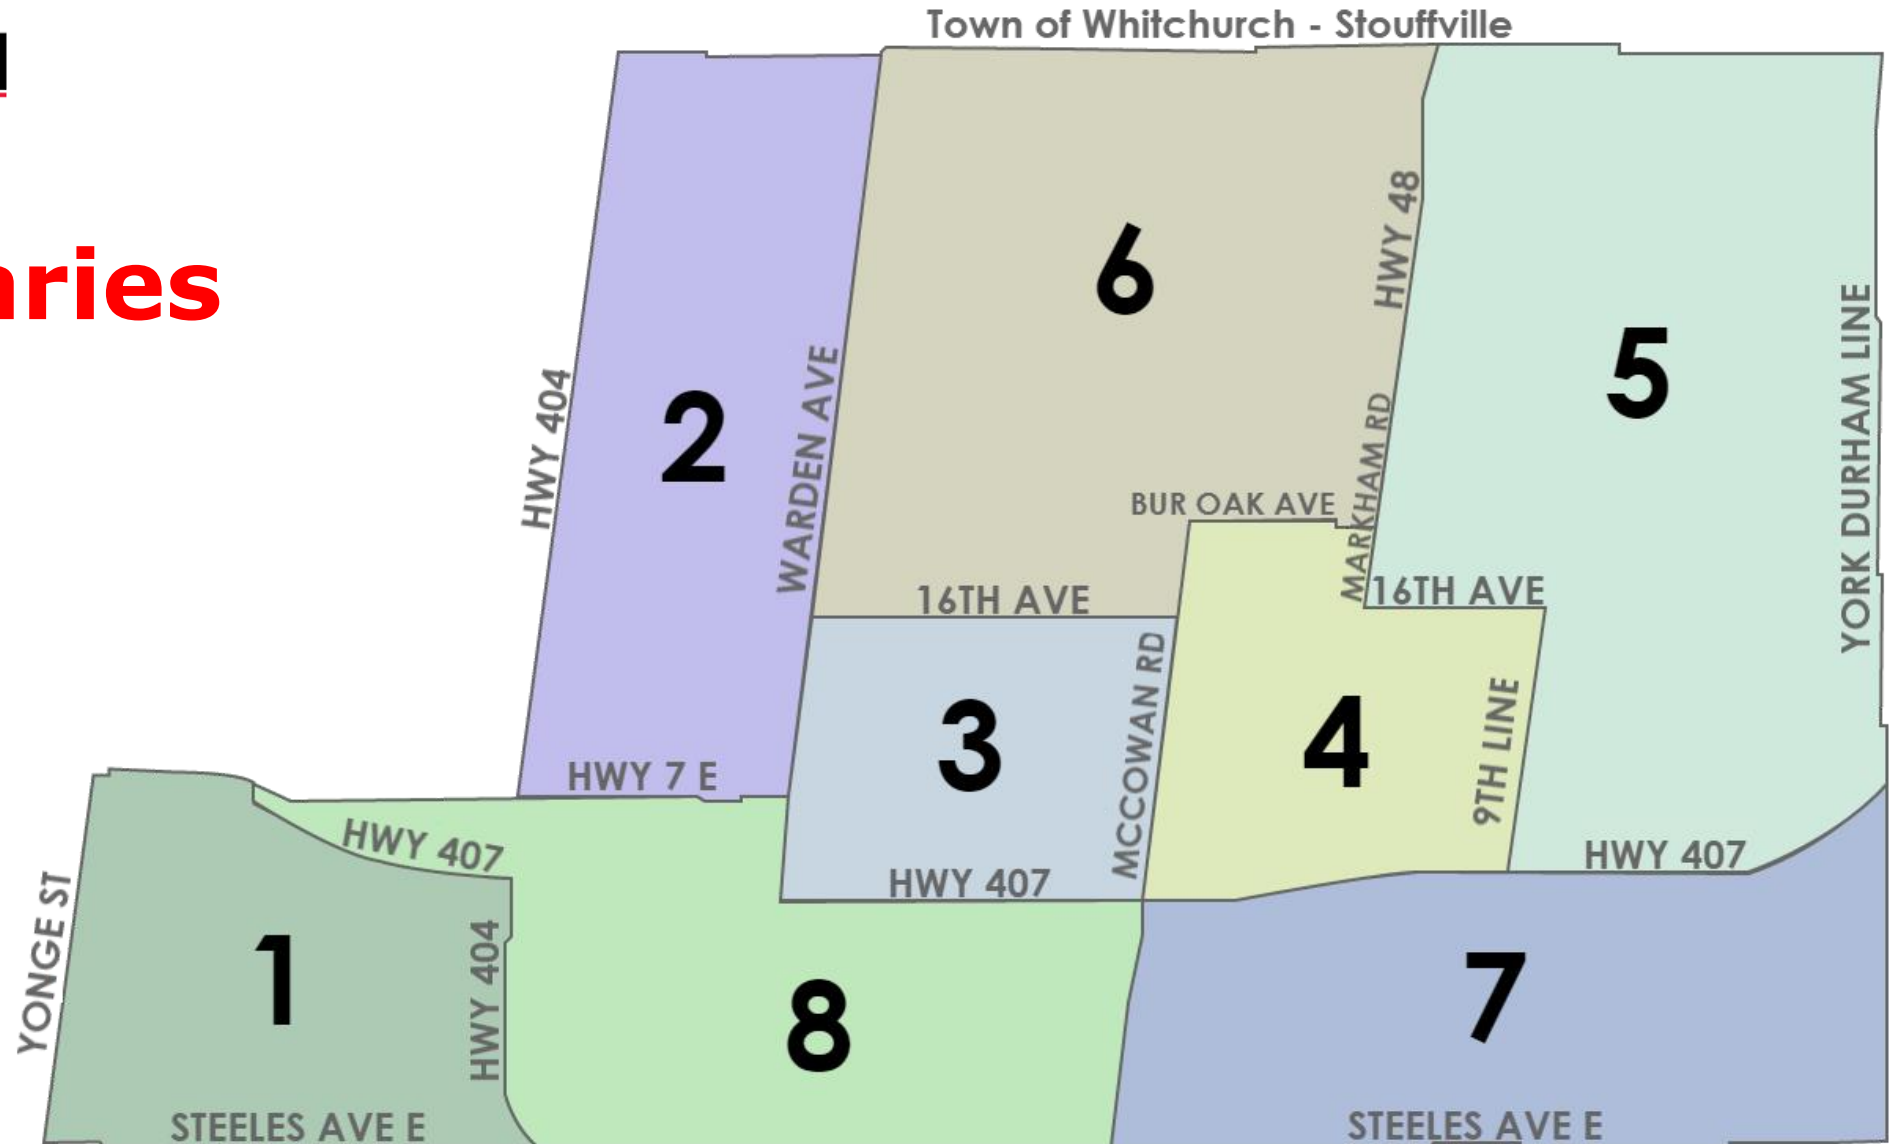 Town of Whitchurch - Stouffville
aries
HWY 48
6
YORK DURHAM LINE
5
WARDEN AVE
HWY 404
2
MARKHAM RD
BUR OAK AVE
16TH AVE
16TH AVE
MCCOWAN RD
9TH LINE
3
4
HWY 7 E
HWY 407
HWY 407
HWY 407
YONGE ST
1
HWY 404
8
7
STEELES AVE E
STEELES AVE E